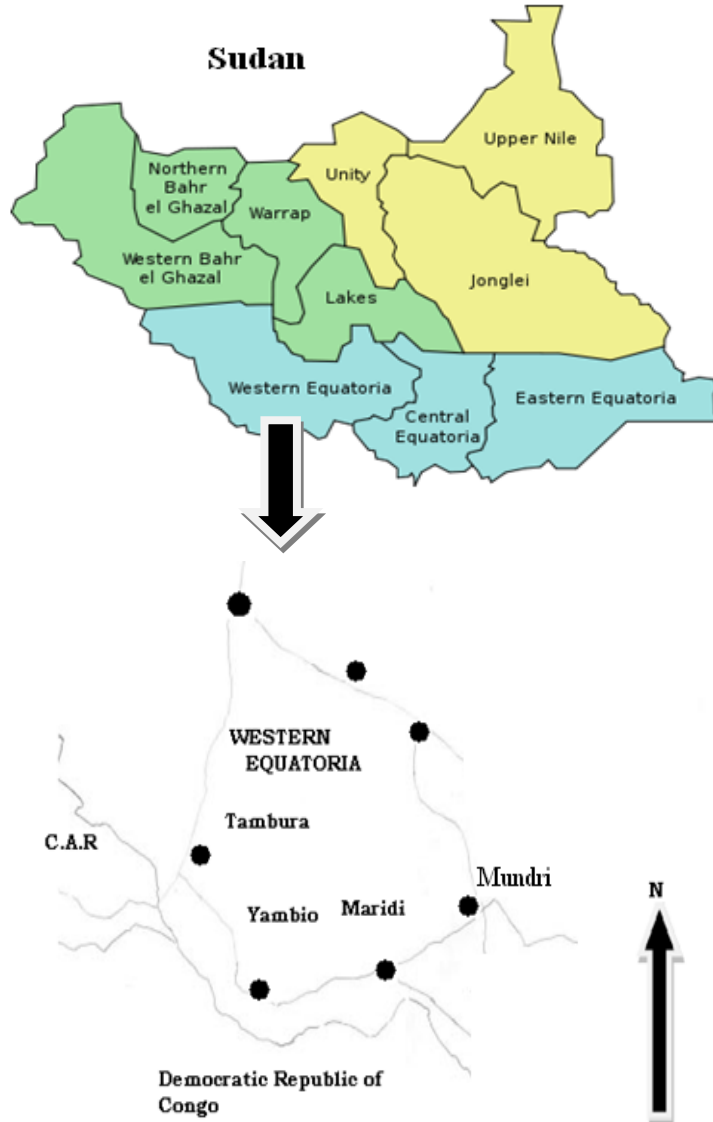 Sudan
Upper Nile
Northern
Bahr
el Ghazal
Unity
Warrap
Western Bahr
el Ghazal
Jonglei
Lakes
Western Equatoria
Eastern Equatoria
Central
Equatoria
WESTERN
EQUATORIA
Tambura
C.A.R
Mundri
N
Yambio
Maridi
Democratic Republic of
Congo